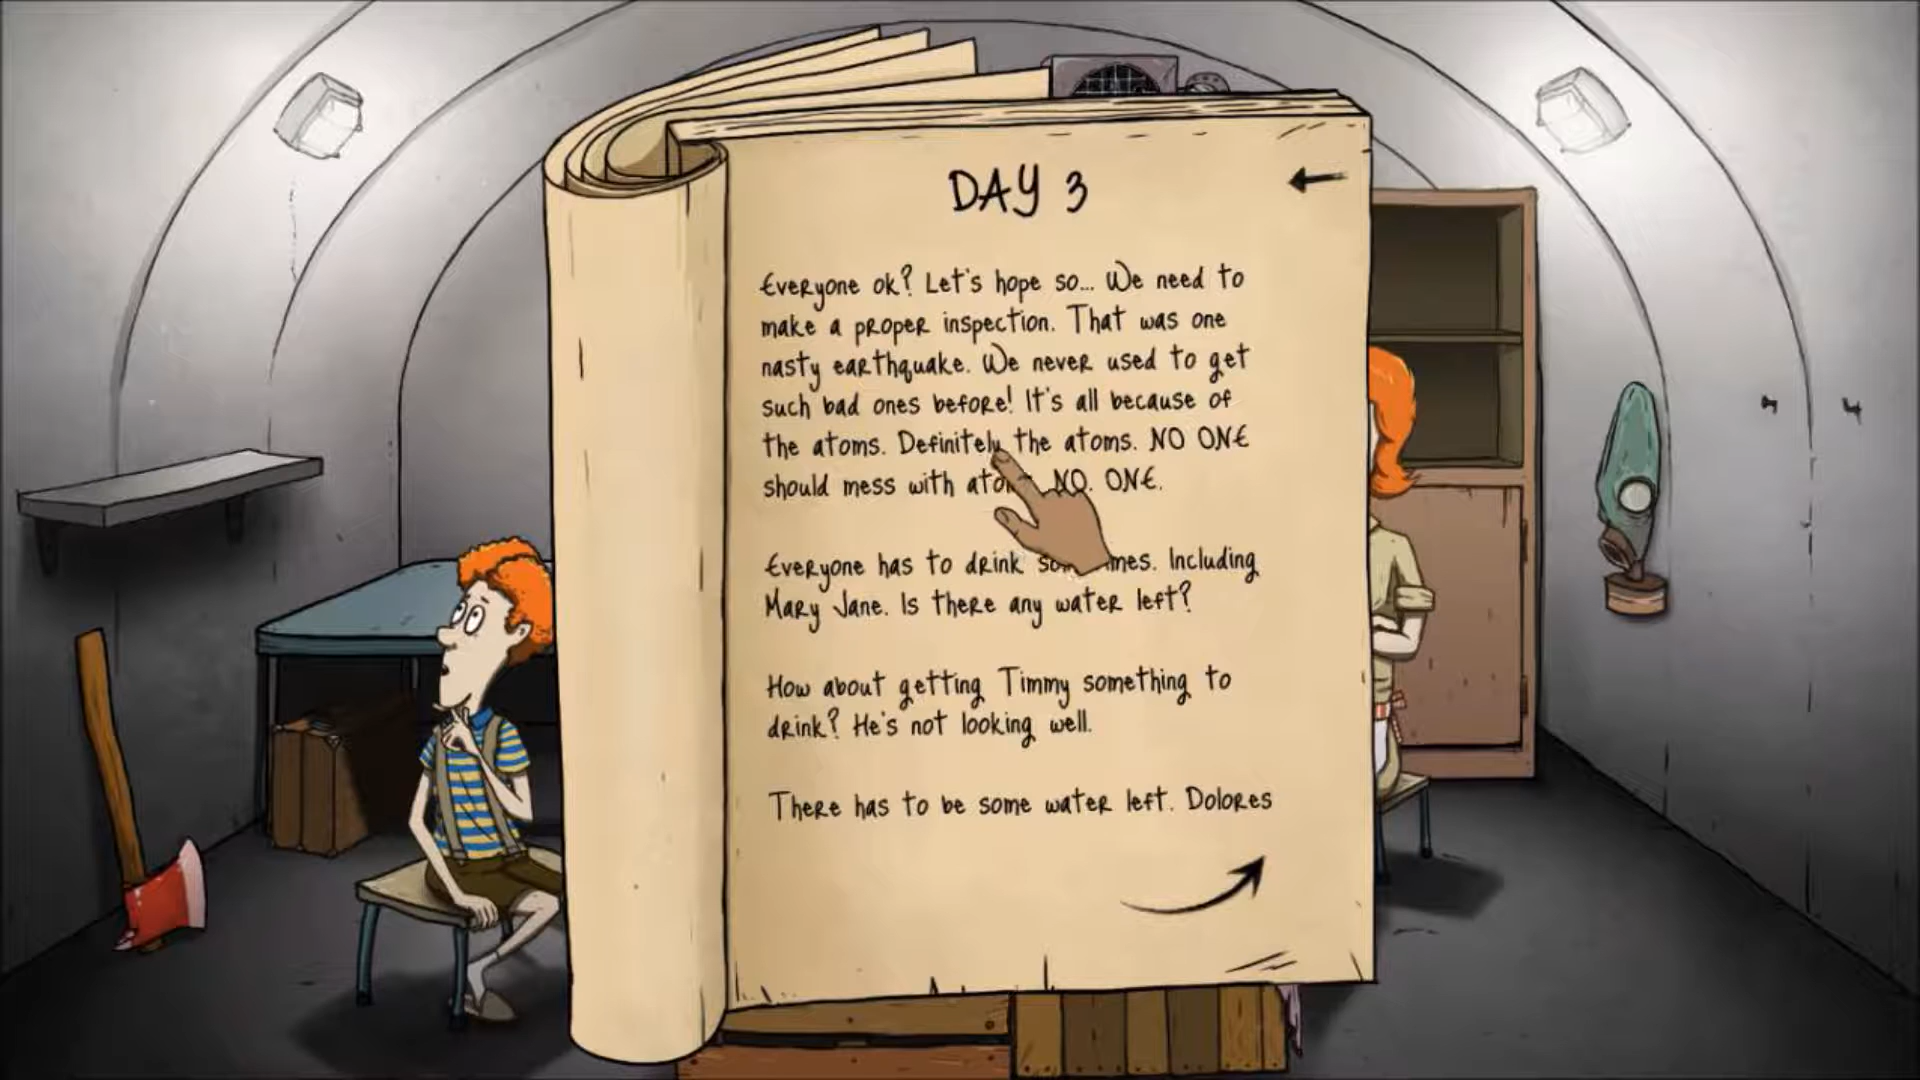 DAY 3
Everyone ok? Let's hope so... We need to
make a proper inspection. That was one
nasty earthquake. We never used to get
such bad ones before! It's all because of
the atoms. Definitely the atoms. NO ONE
should mess with NO. ONE.
Everyone has to drink Including
Mary Jane. Is there any water left?
How about getting Timmy something to
drink? He's not looking well.
There has to be some water left. Dolores